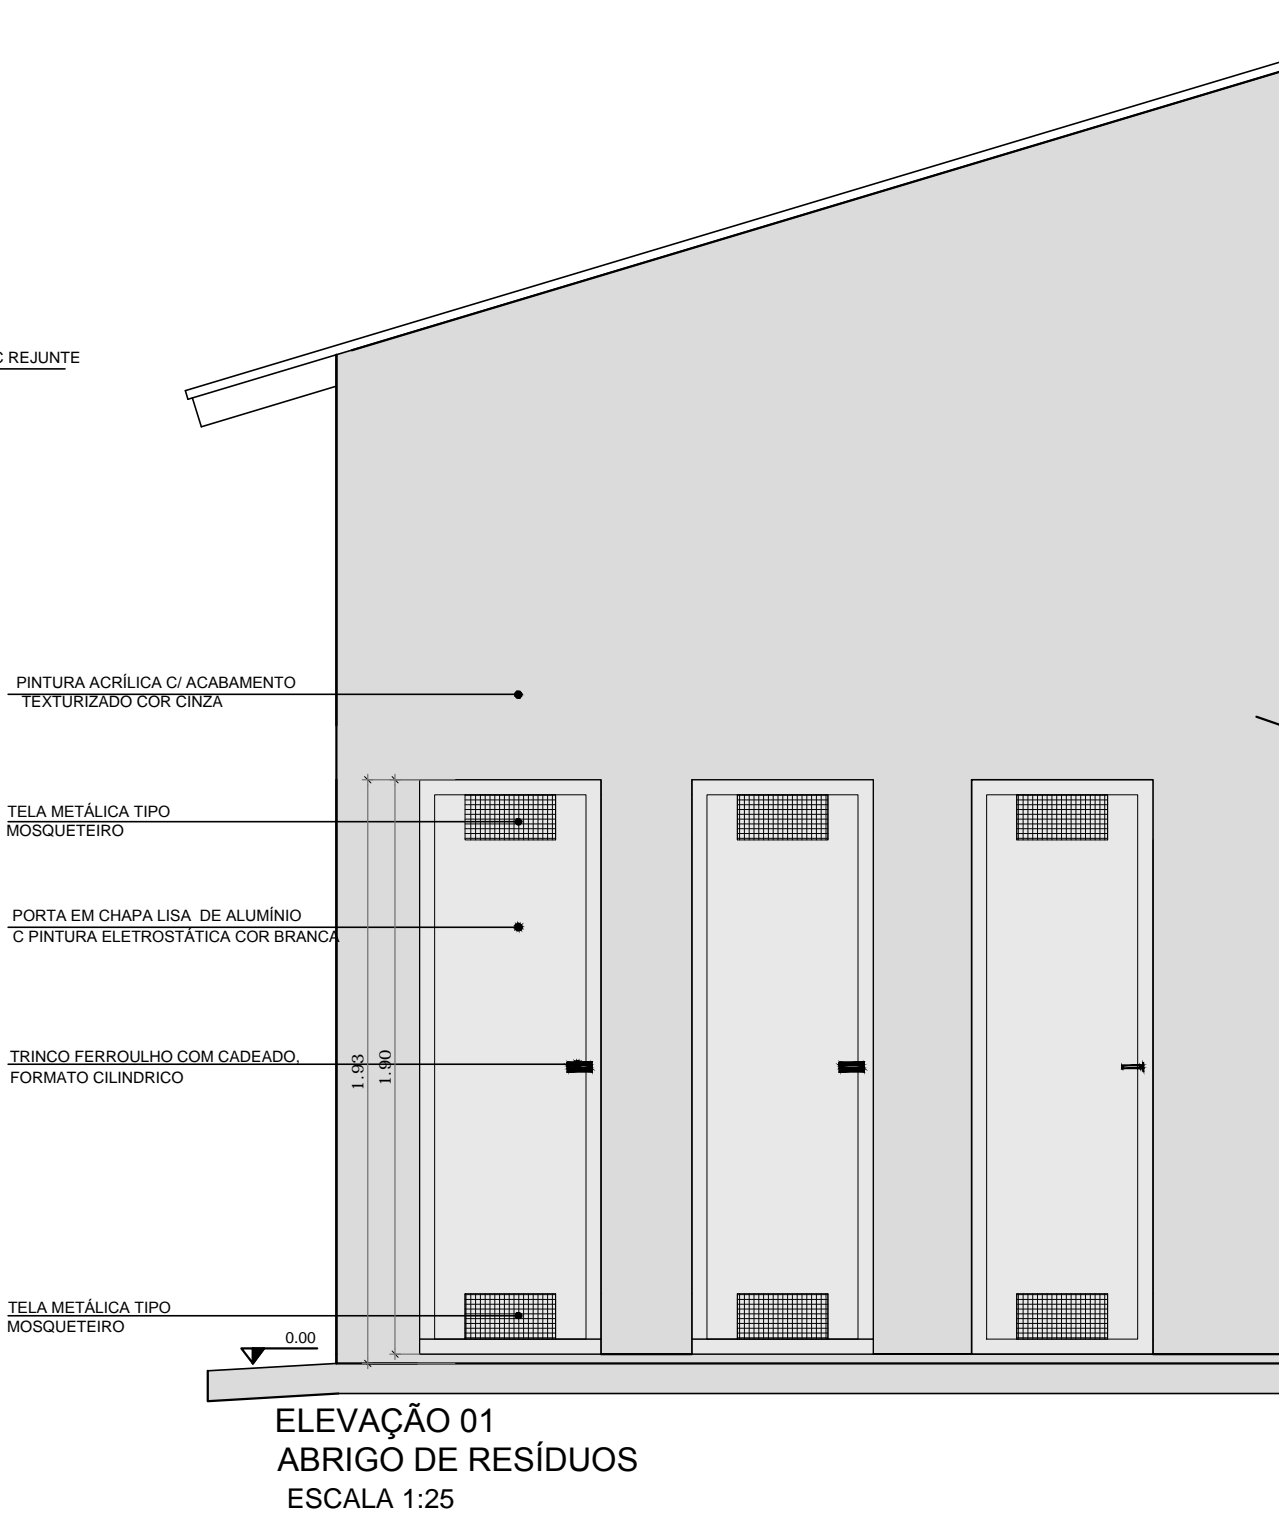 C REJUNTE
PINTURA ACRÍLICA C/ ACABAMENTO
TEXTURIZADO COR CINZA
TELA METÁLICA TIPO
MOSQUETEIRO
PORTA EM CHAPA LISA DE ALUMÍNIO
C PINTURA ELETROSTÁTICA COR BRANCA
TRINCO FERROULHO COM CADEADO,
FORMATO CILINDRICO
1.93
1.90
TELA METÁLICA TIPO
MOSQUETEIRO
0.00
ELEVAÇÃO 01
ABRIGO DE RESÍDUOS
ESCALA 1:25